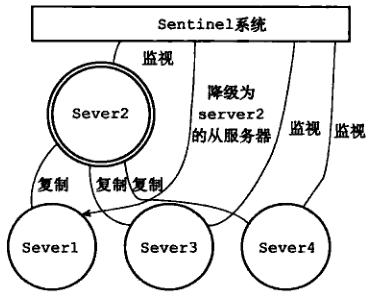 Sentinel系统
监视
Sever2
降级为
server2
的从服务器
监视
监视
复制
复制
复制
Sever1
Sever3
Sever4